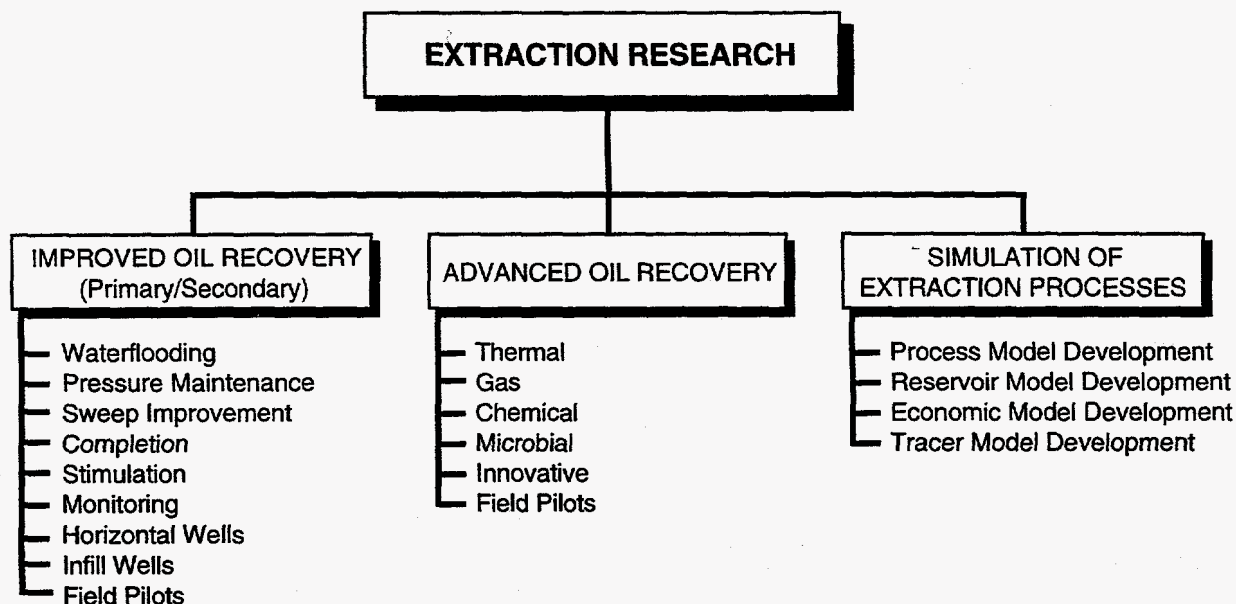 EXTRACTION RESEARCH
IMPROVED OIL RECOVERY
(Primary/Secondary)
Waterflooding
Pressure Maintenance
Sweep Improvement
Completion
Stimulation
Monitoring
Horizontal Wells
Infill Wells
Field Pilots
ADVANCED OIL RECOVERY
Thermal
Gas
Chemical
Microbial
Innovative
Field Pilots
SIMULATION OF
EXTRACTION PROCESSES
Process Model Development
Reservoir Model Development
Economic Model Development
Tracer Model Development